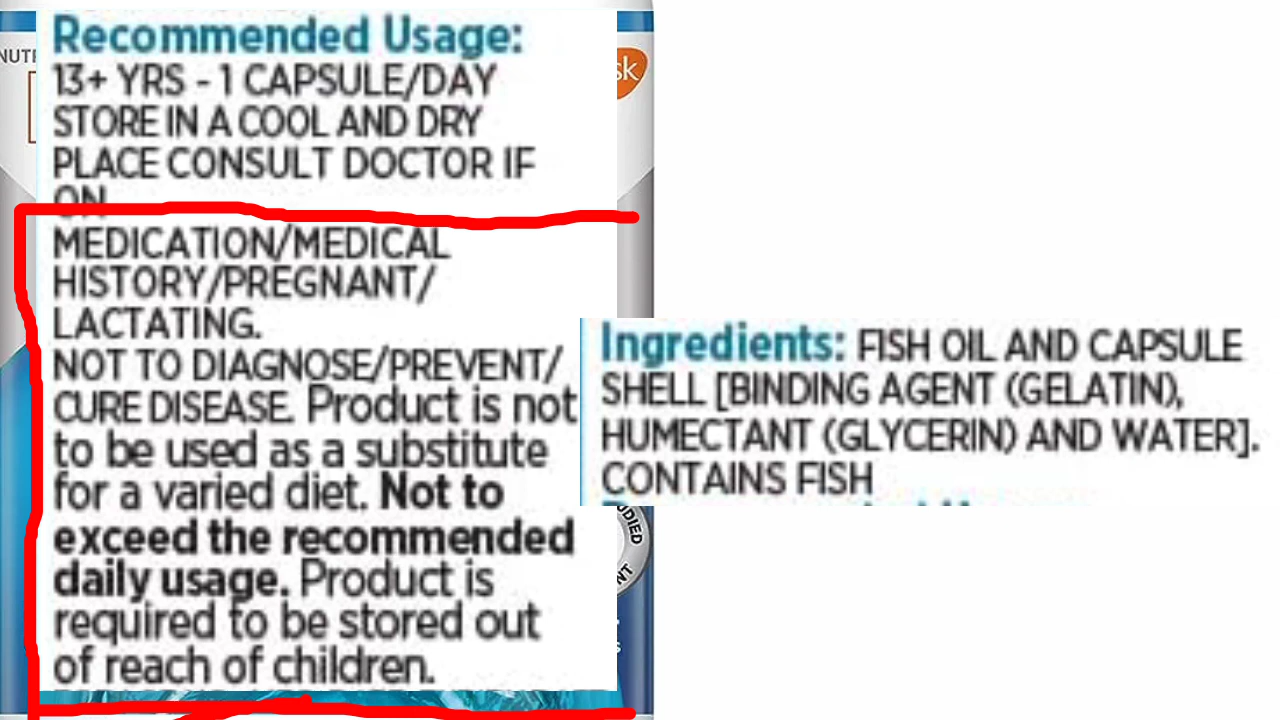 Recommended Usage:
13+ YRS - 1 CAPSULE/DAY
STORE IN A COOL AND DRY
PLACE CONSULT DOCTOR IF
ON
MEDICATION/MEDICAL
HISTORY/PREGNANT/
LACTATING.
NOT TO DIAGNOSE/PREVENT/
CURE DISEASE. Product is not
to be used as a substitute
for a varied diet. Not to
exceed the recommended
daily usage. Product is
required to be stored out
of reach of children.
Ingredients: FISH OIL AND CAPSULE
SHELL [BINDING AGENT (GELATIN),
HUMECTANT (GLYCERIN) AND WATER].
CONTAINS FISH